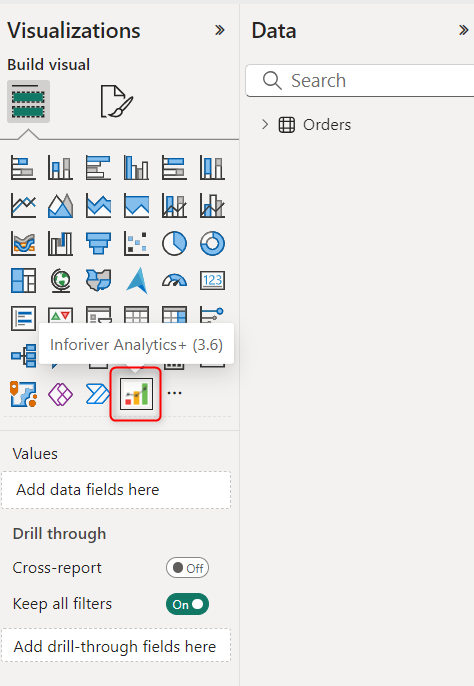 Visualizations »
Data »
Build visual
Search
Orders
123
Inforiver Analytics+ (3.6)
...
Values
Add data fields here
Drill through
Cross-report Off
Keep all filters On
Add drill-through fields here